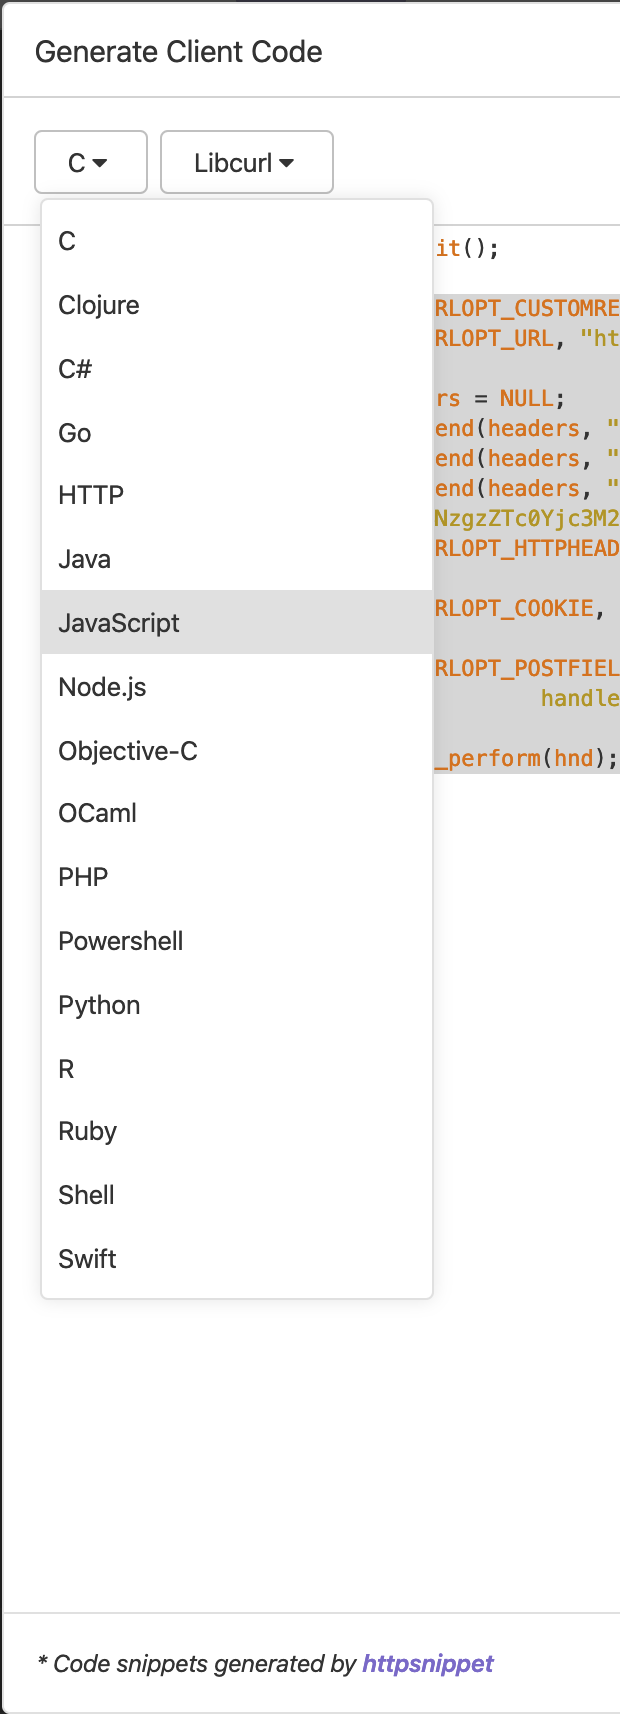 Generate Client Code
C
Libcurl
C
Clojure
C#
Go
HTTP
Java
JavaScript
Node.js
Objective-C
OCaml
PHP
Powershell
Python
R
Ruby
Shell
Swift
it();
RLOPT_CUSTOMRE
RLOPT_URL, "ht
rs = NULL;
end(headers, "
end(headers, "
end(headers, "
NzgzZTc0Yjc3M2
RLOPT_HTTPHEAD
RLOPT_COOKIE,
RLOPT_POSTFIEL
handle
_perform(hnd);
* Code snippets generated by httpsnippet